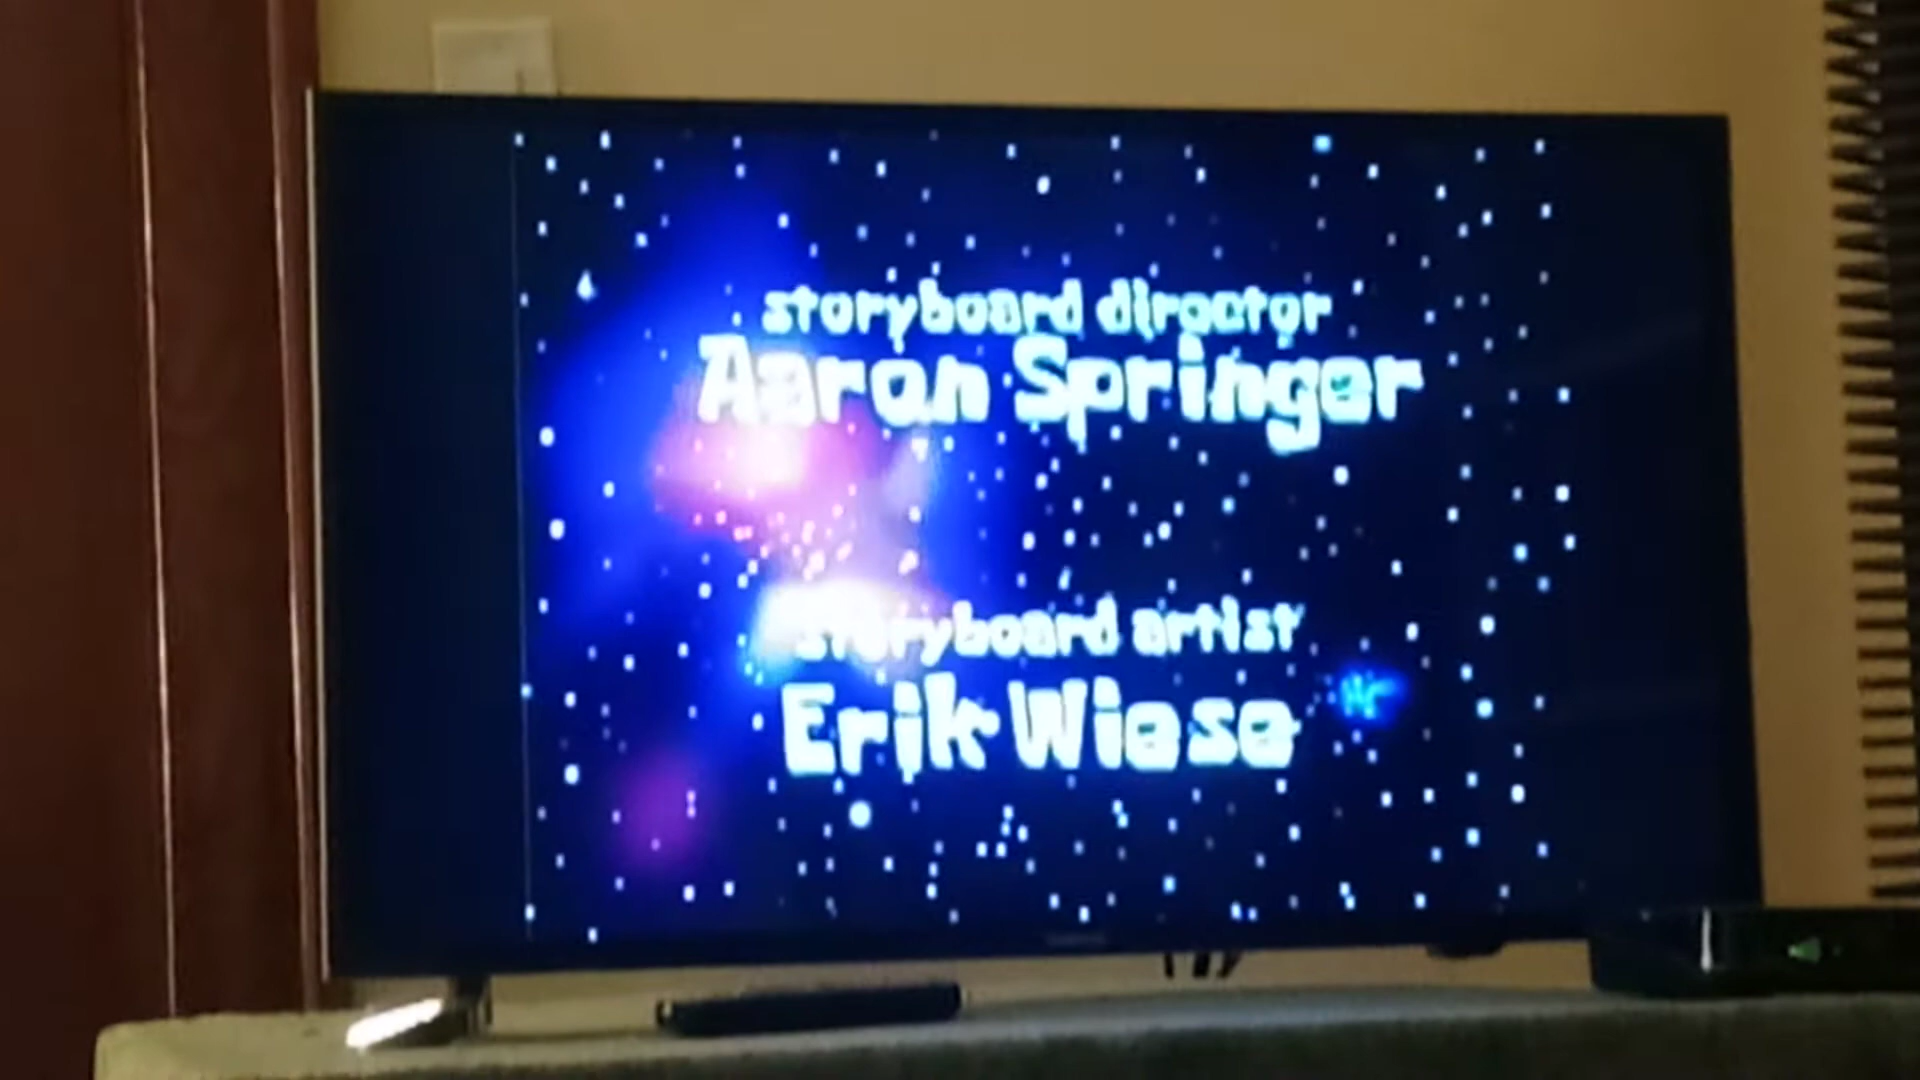 storyboard director
Aaron Springer
storyboard artist
Erik Wiese